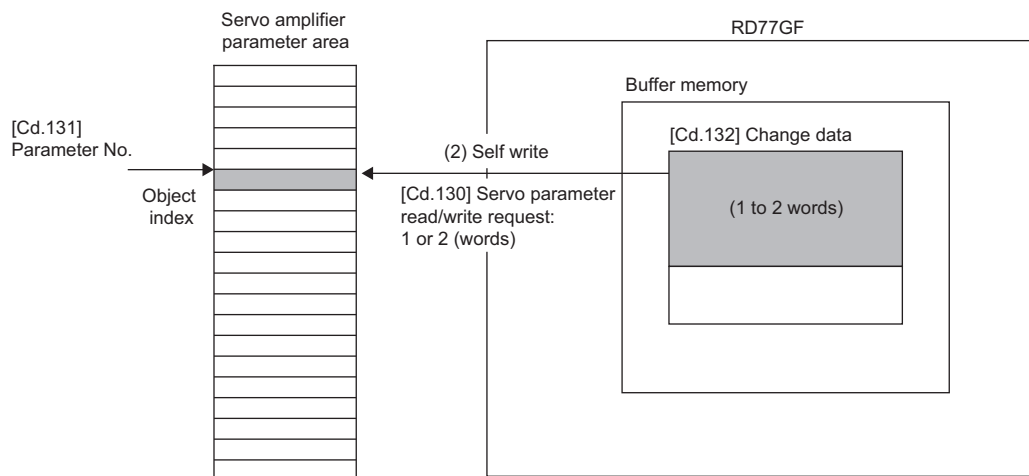 Servo amplifier
parameter area
RD77GF
Buffer memory
[Cd.131]
Parameter No.
[Cd.132] Change data
(2) Self write
Object
index
[Cd.130] Servo parameter
read/write request:
1 or 2 (words)
(1 to 2 words)